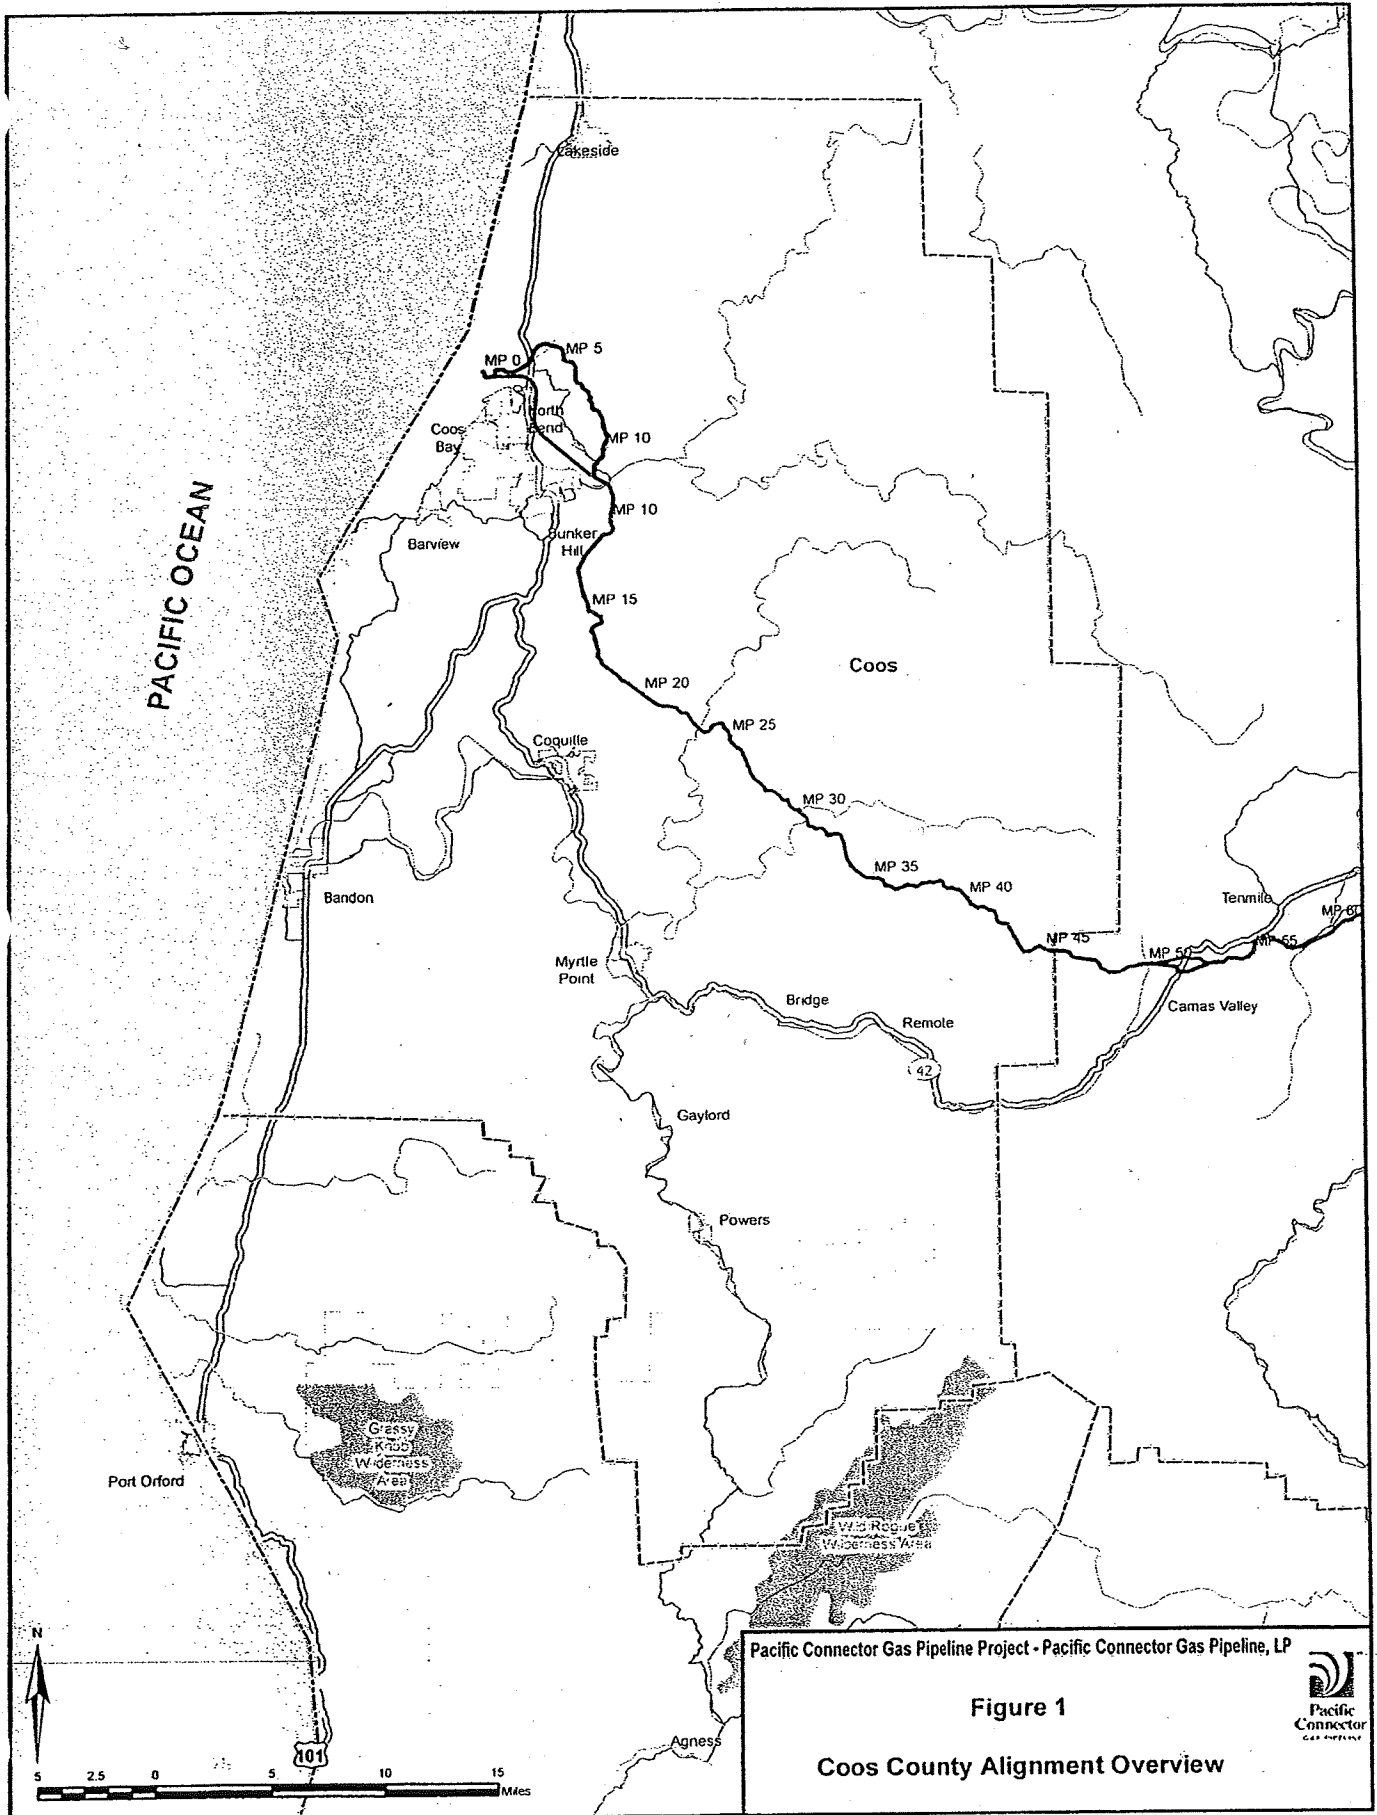 Lakeside
MP 5
MP 0
North
Bend
Coos
Bay
MP 10
MP 10
Bunker
Hill
Barview
PACIFIC OCEAN
MP 15
Coos
MP 20
MP 25
Coquille
MP 30
MP 35
MP 40
Bandon
Tenmile
MP 60
MP 45
MP 50
MP 55
Myrtle
Point
Bridge
Remote
Camas Valley
42
Gaylord
Powers
Grassy
Knob
Wilderness
Area
Port Orford
Wild Rogue
Wilderness Area
N
Pacific Connector Gas Pipeline Project - Pacific Connector Gas Pipeline, LP
Figure 1
Pacific
Connector
GAS PIPELINE
Agness
Coos County Alignment Overview
101
5 2.5 0 5 10 15
Miles